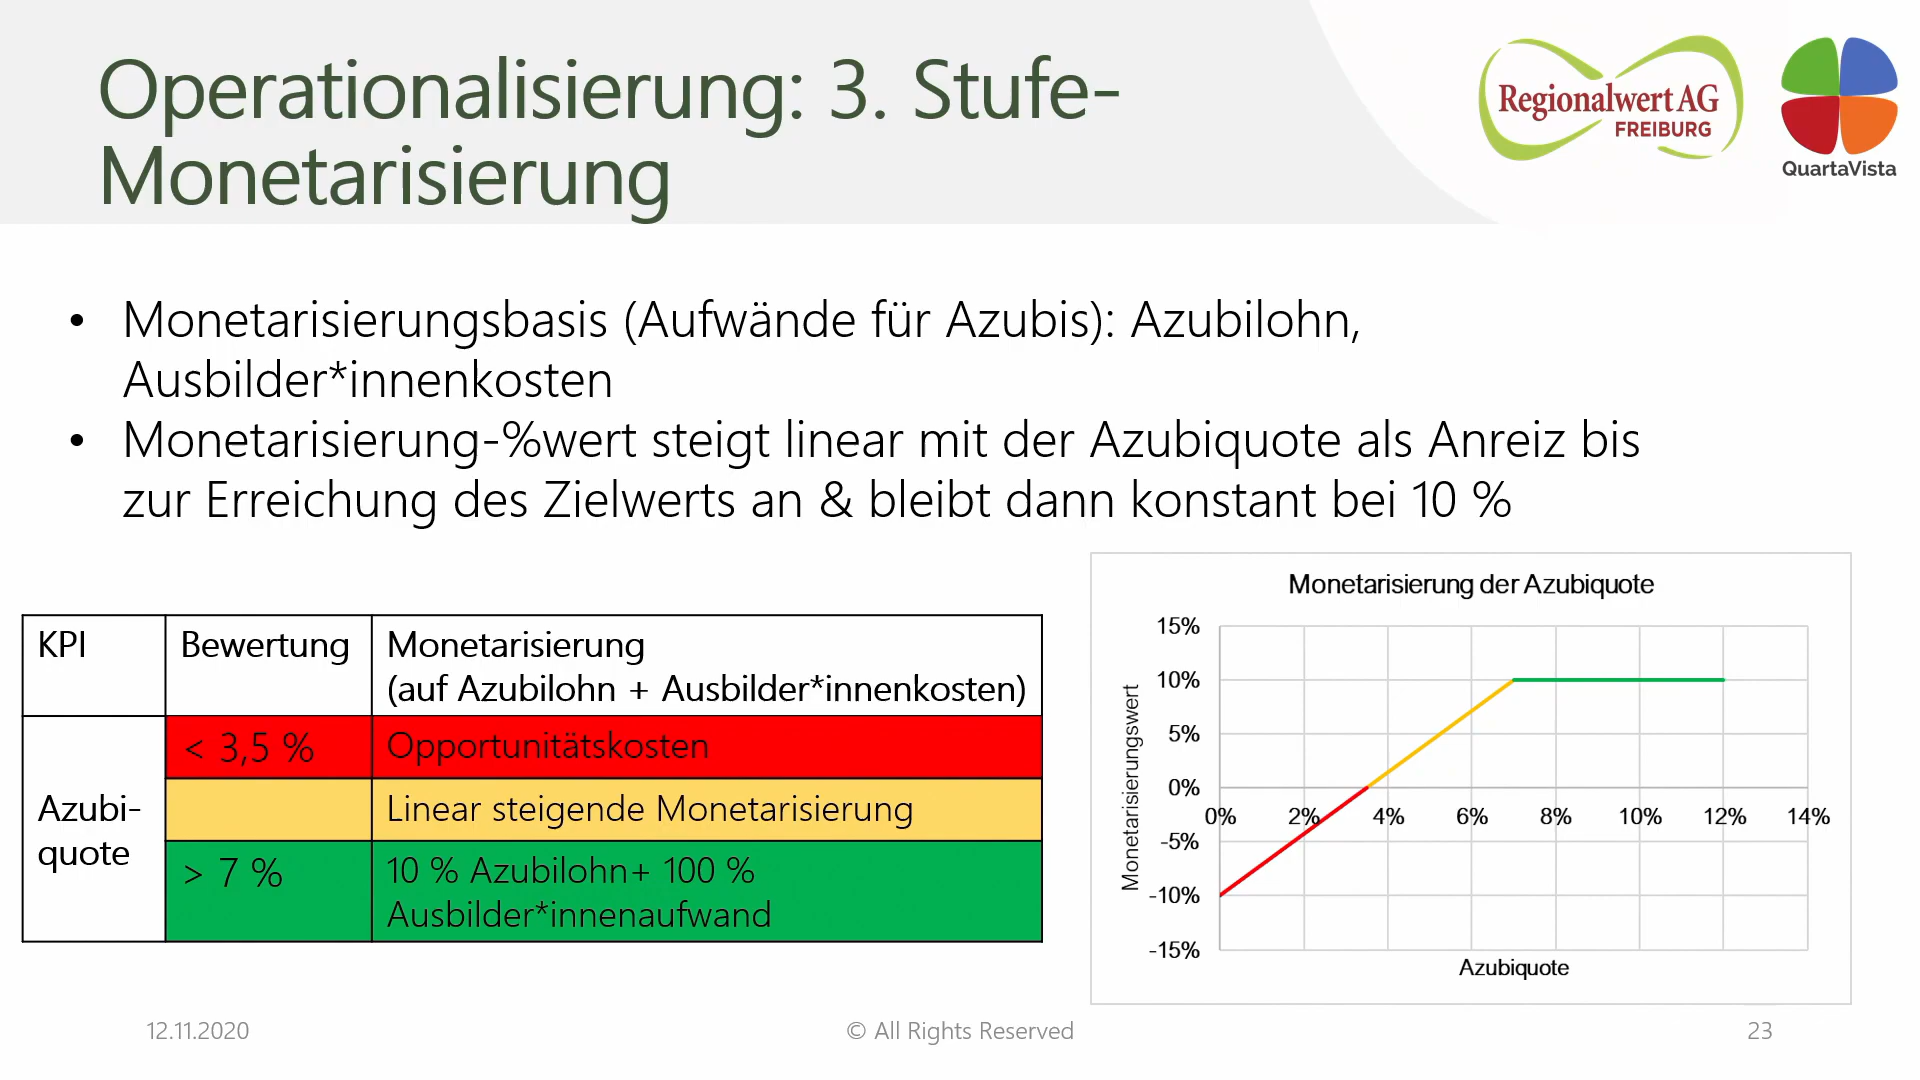 Operationalisierung: 3. Stufe-
Monetarisierung
Regionalwert AG
FREIBURG
QuartaVista
• Monetarisierungsbasis (Aufwände für Azubis): Azubilohn,
Ausbilder*innenkosten
• Monetarisierung-%wert steigt linear mit der Azubiquote als Anreiz bis
zur Erreichung des Zielwerts an & bleibt dann konstant bei 10 %
KPI
Bewertung
Monetarisierung
(auf Azubilohn + Ausbilder*innenkosten)
Azubi-
quote
< 3,5 %
Opportunitätskosten
Linear steigende Monetarisierung
> 7 %
10 % Azubilohn+ 100 %
Ausbilder*innenaufwand
Monetarisierung der Azubiquote
Monetarisierungswert
15%
10%
5%
0%
-5%
-10%
-15%
0% 2% 4% 6% 8% 10% 12% 14%
Azubiquote
12.11.2020
© All Rights Reserved
23